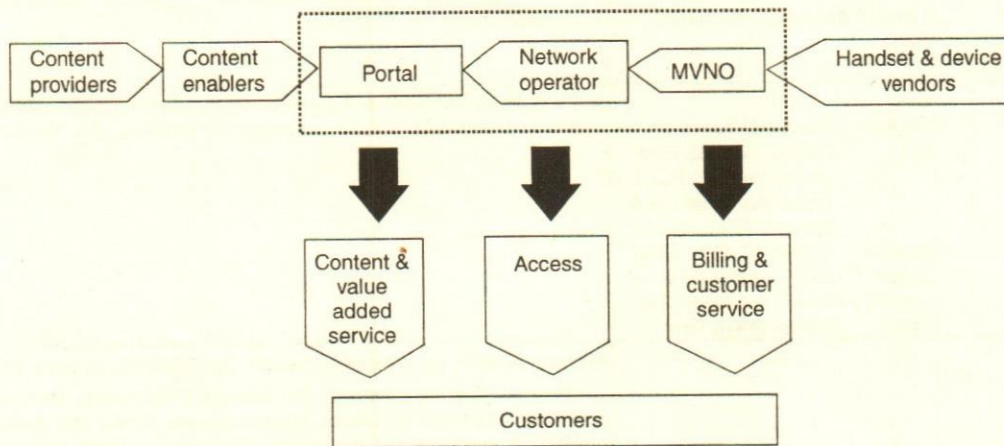 Content
providers
Content
enablers
Portal
Network
operator
MVNO
Handset & device
vendors
Content &
value
added
service
Access
Billing &
customer
service
Customers